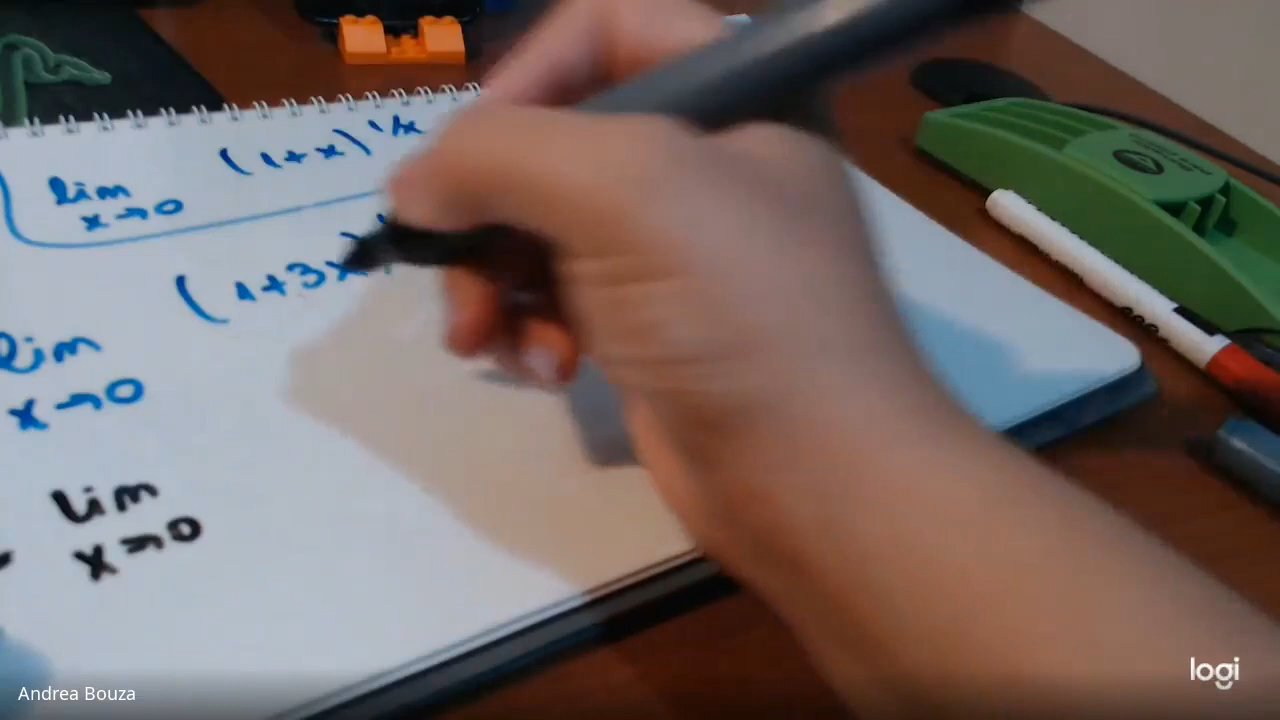 lim (1+x)^1/x
x→0
lim (1+3x)
x→0
lim
x→0
logi
Andrea Bouza